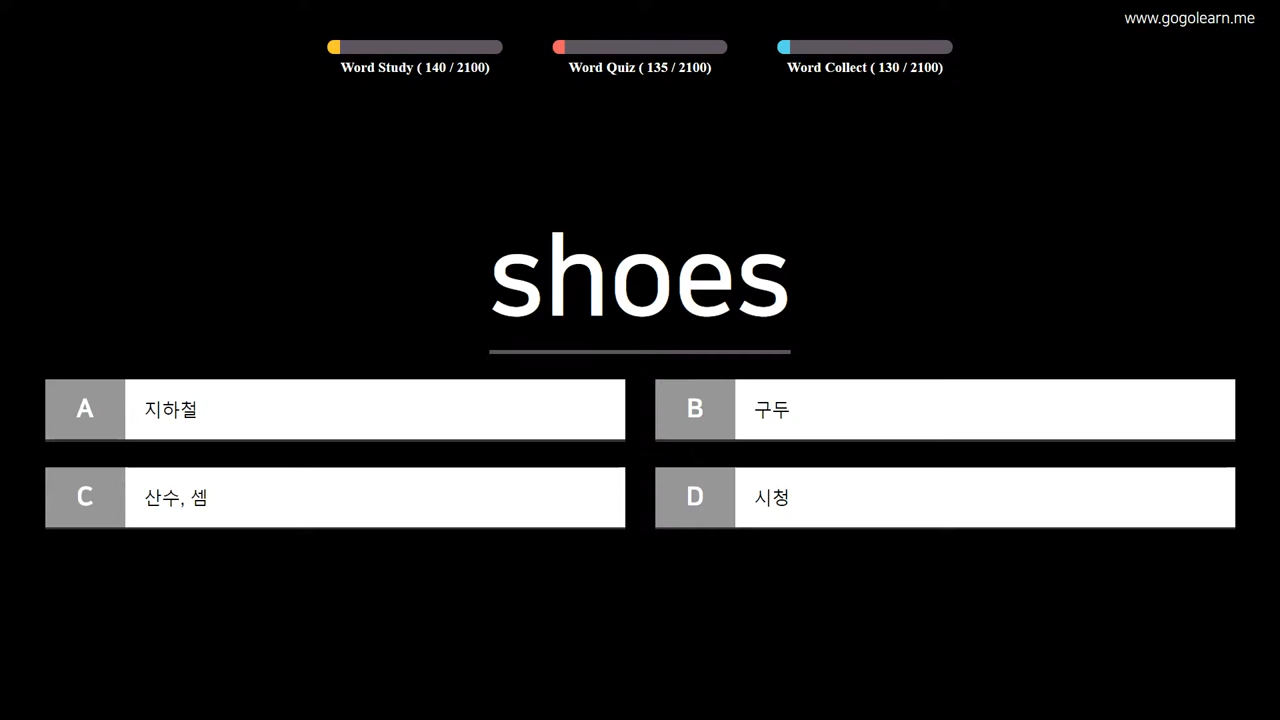 www.gogolearn.me
Word Study ( 140 / 2100)
Word Quiz ( 135 / 2100)
Word Collect ( 130 / 2100)
shoes
A 지하철
B 구두
C 산수, 셈
D 시청